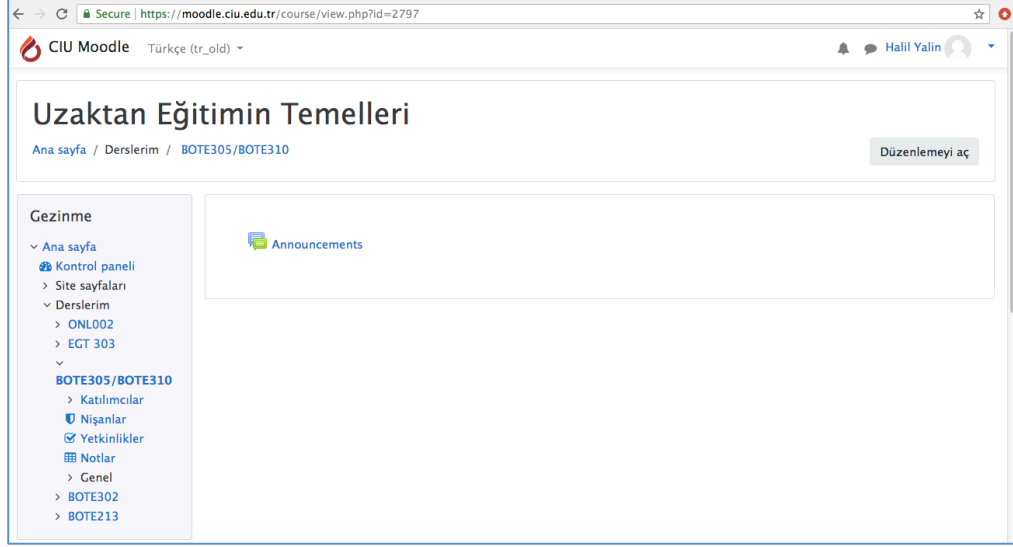 Secure | https://moodle.ciu.edu.tr/course/view.php?id=2797
CIU Moodle Türkçe (tr_old) Halil Yalin
Uzaktan Eğitimin Temelleri
Ana sayfa / Derslerim / BOTE305/BOTE310
Düzenlemeyi aç
Gezinme
Ana sayfa
Kontrol paneli
Site sayfaları
Derslerim
ONL002
EGT 303
BOTE305/BOTE310
Katılımcılar
Nişanlar
Yetkinlikler
Notlar
Genel
BOTE302
BOTE213
Announcements